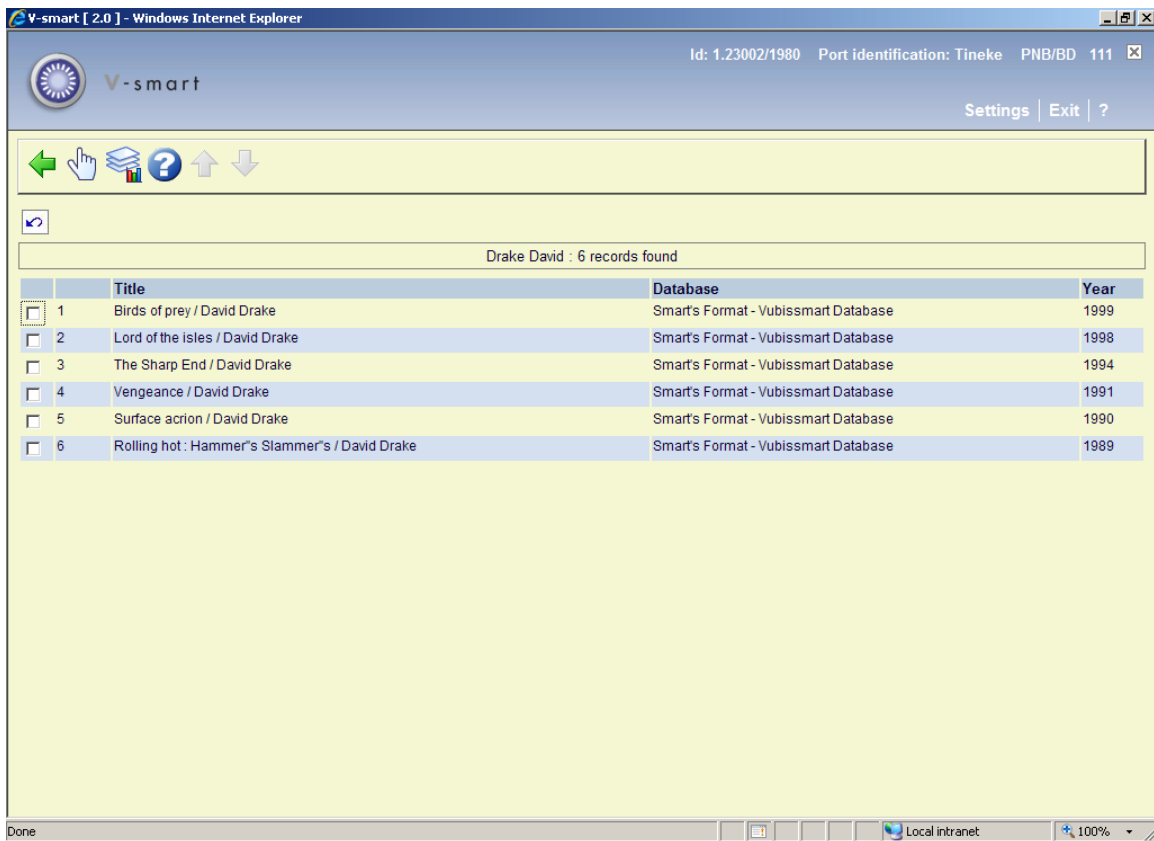 V-smart [ 2.0 ] - Windows Internet Explorer
Id: 1.23002/1980 Port identification: Tineke PNB/BD 111
V-smart
Settings | Exit | ?
Drake David : 6 records found
Title Database Year
1 Birds of prey / David Drake Smart's Format - Vubissmart Database 1999
2 Lord of the isles / David Drake Smart's Format - Vubissmart Database 1998
3 The Sharp End / David Drake Smart's Format - Vubissmart Database 1994
4 Vengeance / David Drake Smart's Format - Vubissmart Database 1991
5 Surface acrion / David Drake Smart's Format - Vubissmart Database 1990
6 Rolling hot : Hammer"s Slammer"s / David Drake Smart's Format - Vubissmart Database 1989
Done Local intranet 100%